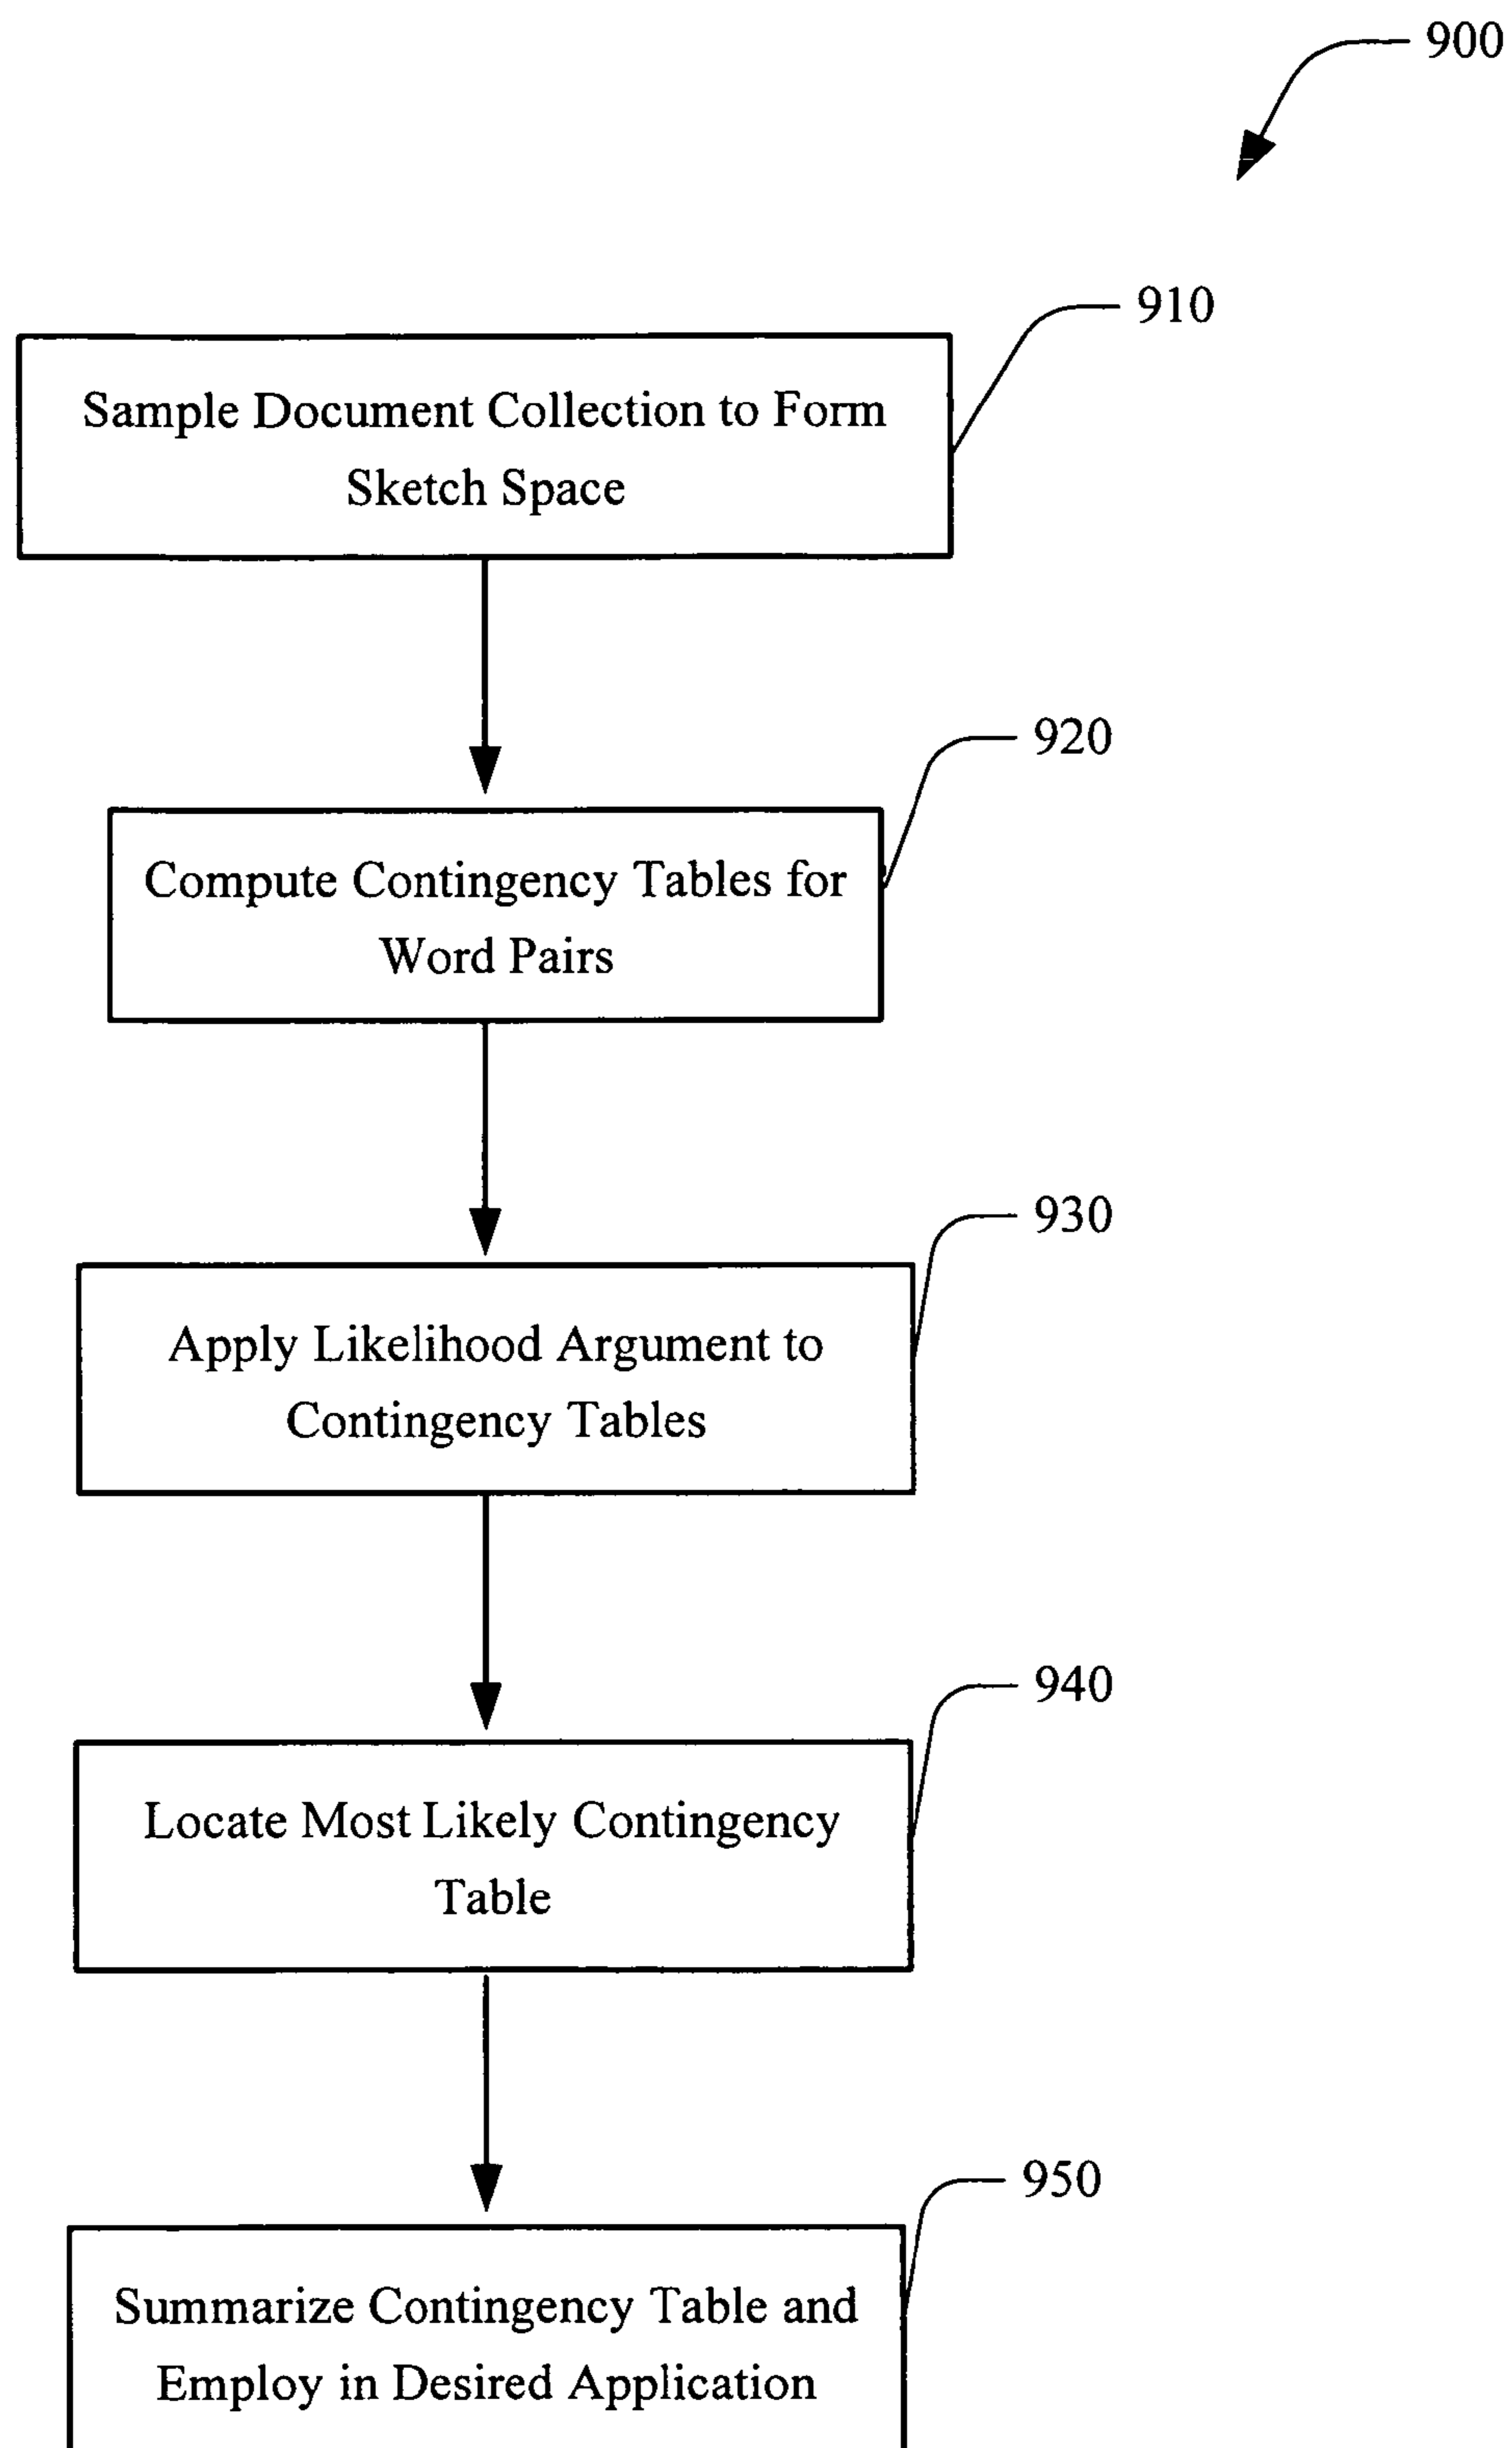 900
910
Sample Document Collection to Form
Sketch Space
920
Compute Contingency Tables for
Word Pairs
930
Apply Likelihood Argument to
Contingency Tables
940
Locate Most Likely Contingency
Table
950
Summarize Contingency Table and
Employ in Desired Application